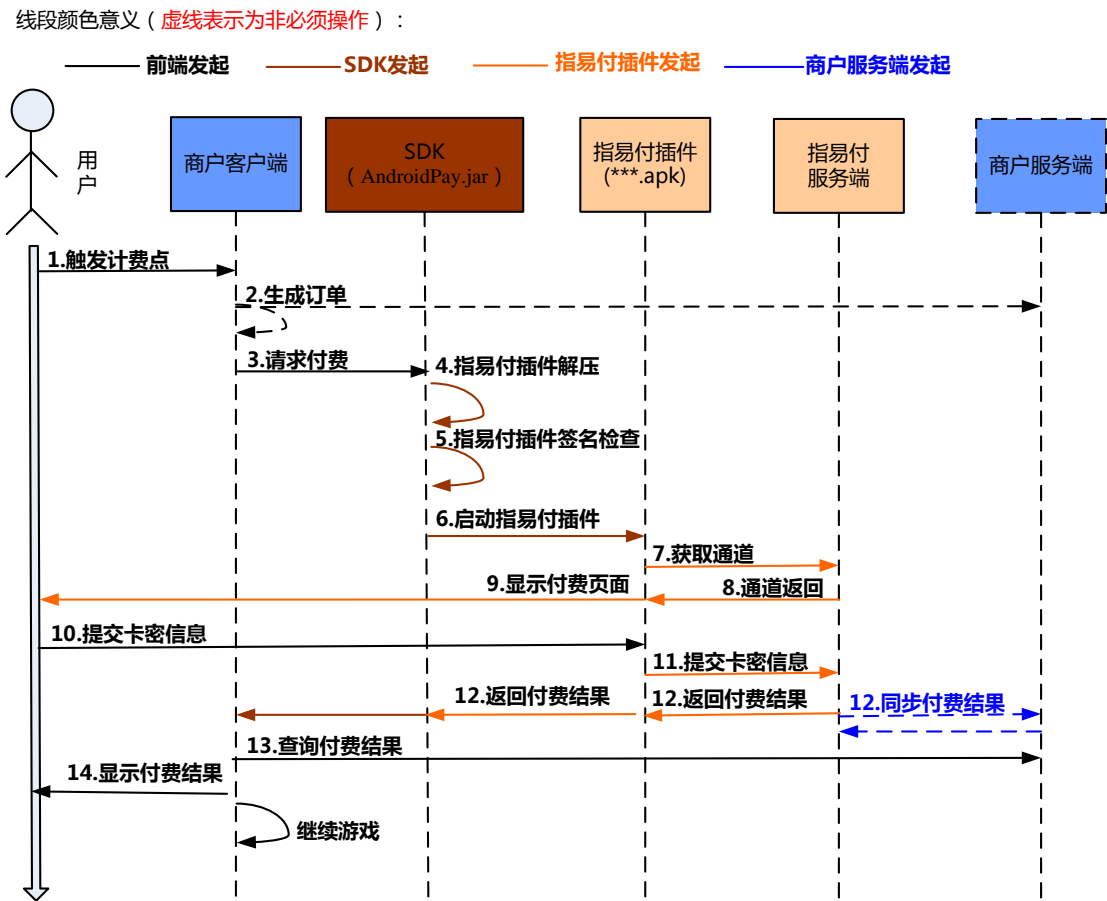 线段颜色意义（虚线表示为非必须操作）：
前端发起
SDK发起
指易付插件发起
商户服务端发起
用户
商户客户端
SDK
（AndroidPay.jar）
指易付插件
(***.apk)
指易付
服务端
商户服务端
1.触发计费点
2.生成订单
3.请求付费
4.指易付插件解压
5.指易付插件签名检查
6.启动指易付插件
7.获取通道
9.显示付费页面
8.通道返回
10.提交卡密信息
11.提交卡密信息
12.返回付费结果
12.返回付费结果
12.同步付费结果
13.查询付费结果
14.显示付费结果
继续游戏